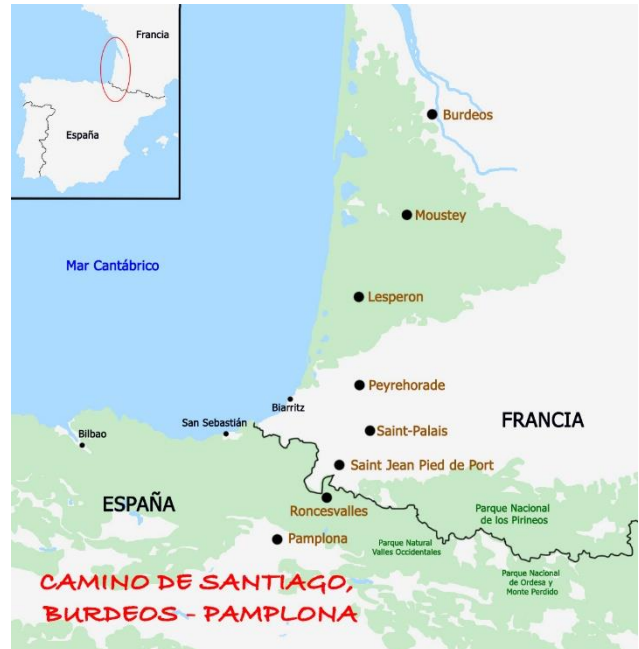 Francia
España
Burdeos
Moustey
Mar Cantábrico
Lesperon
Peyrehorade
Biarritz
FRANCIA
San Sebastián
Saint-Palais
Bilbao
Saint Jean Pied de Port
ESPAÑA
Roncesvalles
Parque Nacional
de los Pirineos
Pamplona
Parque Natural
Valles Occidentales
Parque Nacional
de Ordesa y
Monte Perdido
CAMINO DE SANTIAGO,
BURDEOS - PAMPLONA